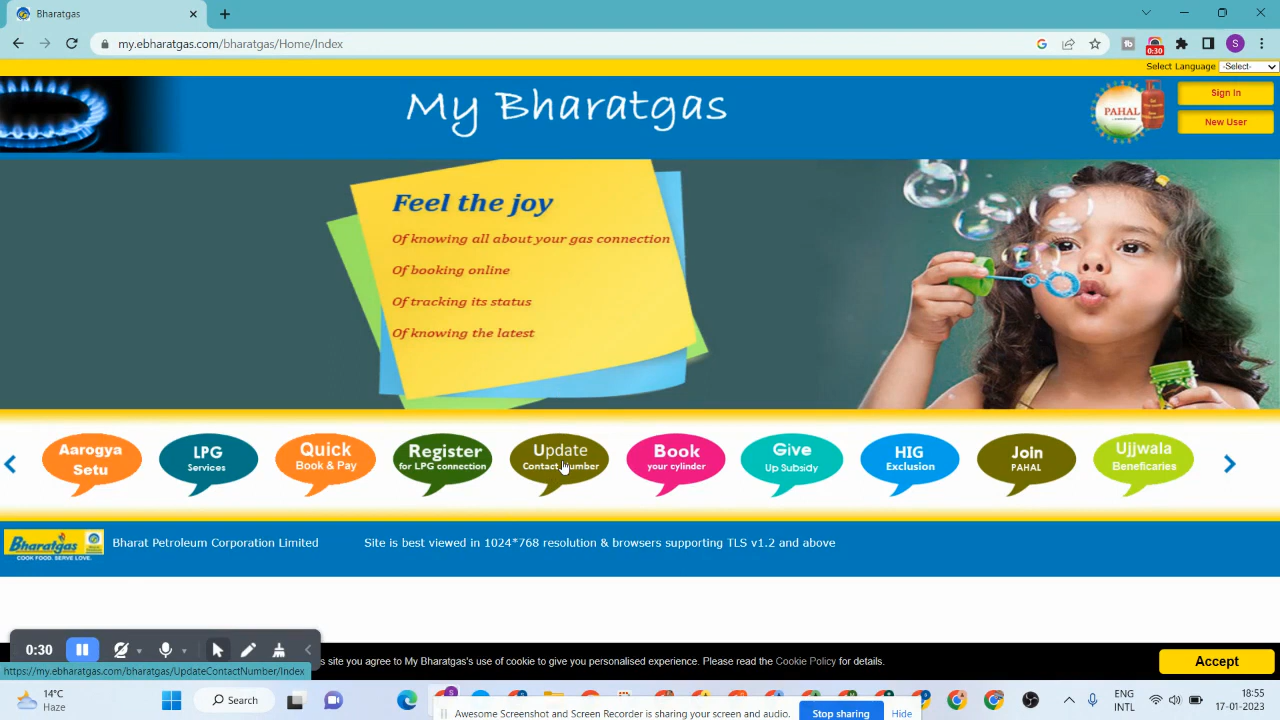 Bharatgas
my.ebharatgas.com/bharatgas/Home/Index
0:30
S
Select Language -Select-
My Bharatgas
PAHAL
Sign In
New User
Feel the joy
Of knowing all about your gas connection
Of booking online
Of tracking its status
Of knowing the latest
Aarogya Setu
LPG Services
Quick Book & Pay
Register for LPG connection
Update Contact Number
Book your cylinder
Give Up Subsidy
HIG Exclusion
Join PAHAL
Ujjwala Beneficaries
Bharatgas
COOK FOOD. SERVE LOVE.
Bharat Petroleum Corporation Limited
Site is best viewed in 1024*768 resolution & browsers supporting TLS v1.2 and above
0:30
s site you agree to My Bharatgas's use of cookie to give you personalised experience. Please read the Cookie Policy for details.
Accept
https://my.ebharatgas.com/bharatgas/UpdateContactNumber/Index
14°C
Haze
Search
Awesome Screenshot and Screen Recorder is sharing your screen and audio.
Stop sharing
Hide
ENG
INTL
18:55
17-01-2023